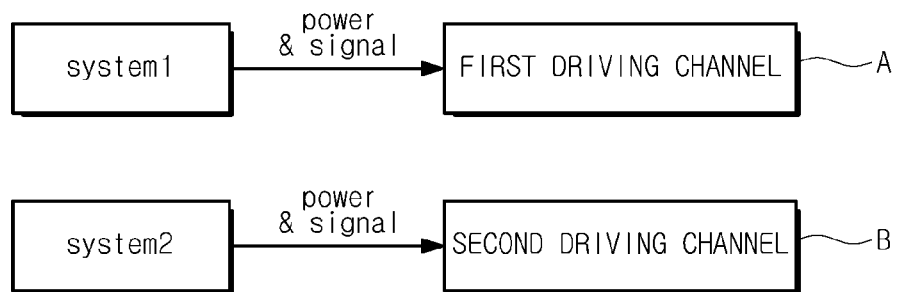 power
& signal
system1
FIRST DRIVING CHANNEL
A
power
& signal
system2
SECOND DRIVING CHANNEL
B